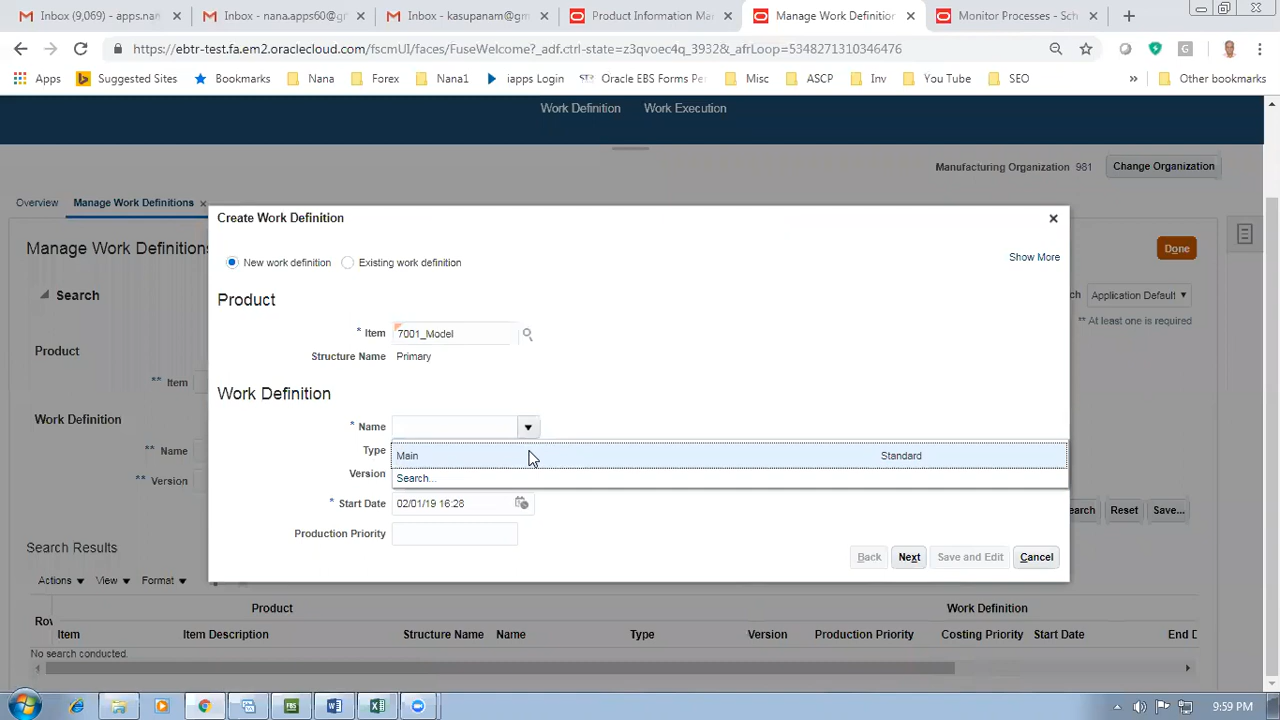 Inbox (9,069) - apps.na
Inbox - nana.apps60@g
Inbox - kasupanam@gm
Product Information Ma
Manage Work Definition
Monitor Processes - Sch
https://ebtr-test.fa.em2.oraclecloud.com/fscmUI/faces/FuseWelcome?_adf.ctrl-state=z3qvoec4q_3932&_afrLoop=5348271310346476
Apps
Suggested Sites
Bookmarks
Nana
Forex
Nana1
iapps Login
Oracle EBS Forms Pe
Misc
ASCP
Inv
You Tube
SEO
»
Other bookmarks
Work Definition
Work Execution
Manufacturing Organization 981
Change Organization
Overview
Manage Work Definitions
Manage Work Definitions
Done
Search
Application Default
** At least one is required
Product
** Item
Work Definition
** Name
** Version
Create Work Definition
New work definition
Existing work definition
Show More
Product
* Item 7001_Model
Structure Name Primary
Work Definition
* Name
Type
Main Standard
Search...
Version
* Start Date 02/01/19 16:28
Production Priority
Back
Next
Save and Edit
Cancel
earch
Reset
Save...
Search Results
Actions
View
Format
Product
Work Definition
Rov
Item
Item Description
Structure Name
Name
Type
Version
Production Priority
Costing Priority
Start Date
End D
No search conducted.
9:59 PM